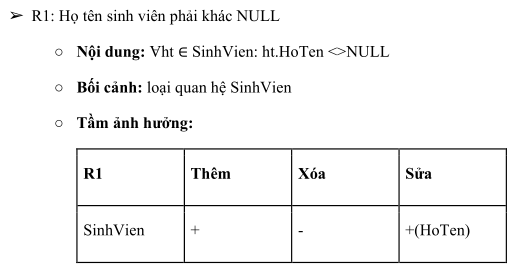 ➢ R1: Họ tên sinh viên phải khác NULL
○ Nội dung: ∀ht ∈ SinhVien: ht.HoTen <>NULL
○ Bối cảnh: loại quan hệ SinhVien
○ Tầm ảnh hưởng:
R1 Thêm Xóa Sửa
SinhVien + - +(HoTen)